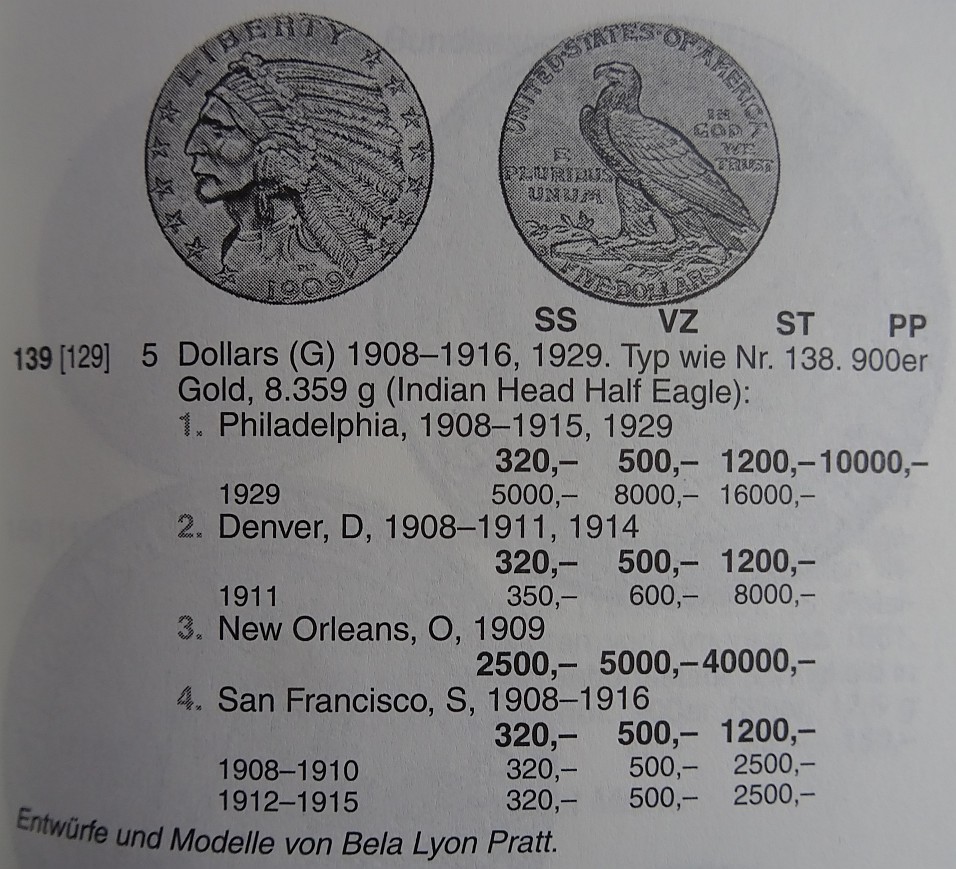 LIBERTY
1909
UNITED·STATES·OF·AMERICA
IN
GOD
WE
TRUST
E
PLURIBUS
UNUM
FIVE DOLLARS
SS VZ ST PP
139 [129] 5 Dollars (G) 1908–1916, 1929. Typ wie Nr. 138. 900er
Gold, 8.359 g (Indian Head Half Eagle):
1. Philadelphia, 1908–1915, 1929
320,– 500,– 1200,– 10000,–
1929 5000,– 8000,– 16000,–
2. Denver, D, 1908–1911, 1914
320,– 500,– 1200,–
1911 350,– 600,– 8000,–
3. New Orleans, O, 1909
2500,– 5000,– 40000,–
4. San Francisco, S, 1908–1916
320,– 500,– 1200,–
1908–1910 320,– 500,– 2500,–
1912–1915 320,– 500,– 2500,–
Entwürfe und Modelle von Bela Lyon Pratt.